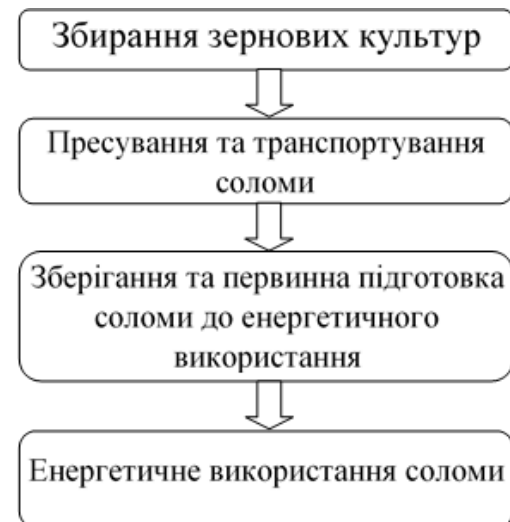 Збирання зернових культур
Пресування та транспортування
соломи
Зберігання та первинна підготовка
соломи до енергетичного
використання
Енергетичне використання соломи